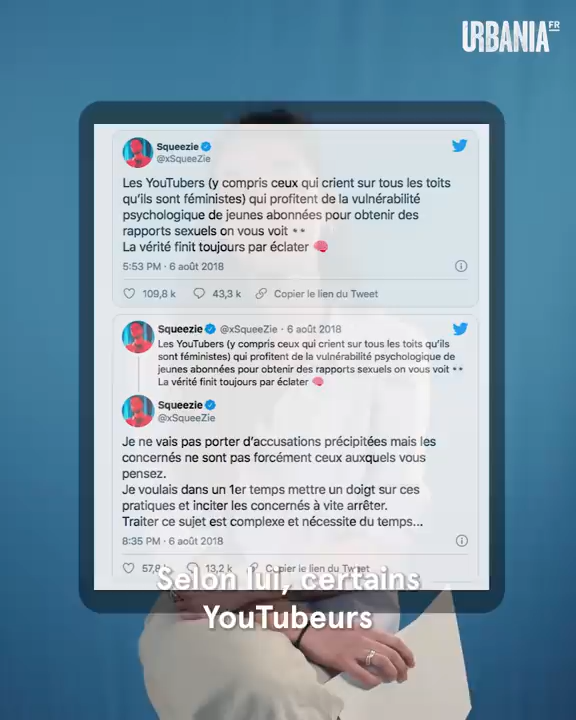 URBANIA FR
Squeezie
@xSqueeZie
Les YouTubers (y compris ceux qui crient sur tous les toits
qu'ils sont féministes) qui profitent de la vulnérabilité
psychologique de jeunes abonnées pour obtenir des
rapports sexuels on vous voit 👀
La vérité finit toujours par éclater 🧠
5:53 PM · 6 août 2018
109,8 k 43,3 k Copier le lien du Tweet
Squeezie @xSqueeZie · 6 août 2018
Les YouTubers (y compris ceux qui crient sur tous les toits qu'ils
sont féministes) qui profitent de la vulnérabilité psychologique de
jeunes abonnées pour obtenir des rapports sexuels on vous voit 👀
La vérité finit toujours par éclater 🧠
Squeezie
@xSqueeZie
Je ne vais pas porter d'accusations précipitées mais les
concernés ne sont pas forcément ceux auxquels vous
pensez.
Je voulais dans un 1er temps mettre un doigt sur ces
pratiques et inciter les concernés à vite arrêter.
Traiter ce sujet est complexe et nécessite du temps...
8:35 PM · 6 août 2018
13,2 k Copier le lien du Tweet
Selon lui, certains
YouTubeurs